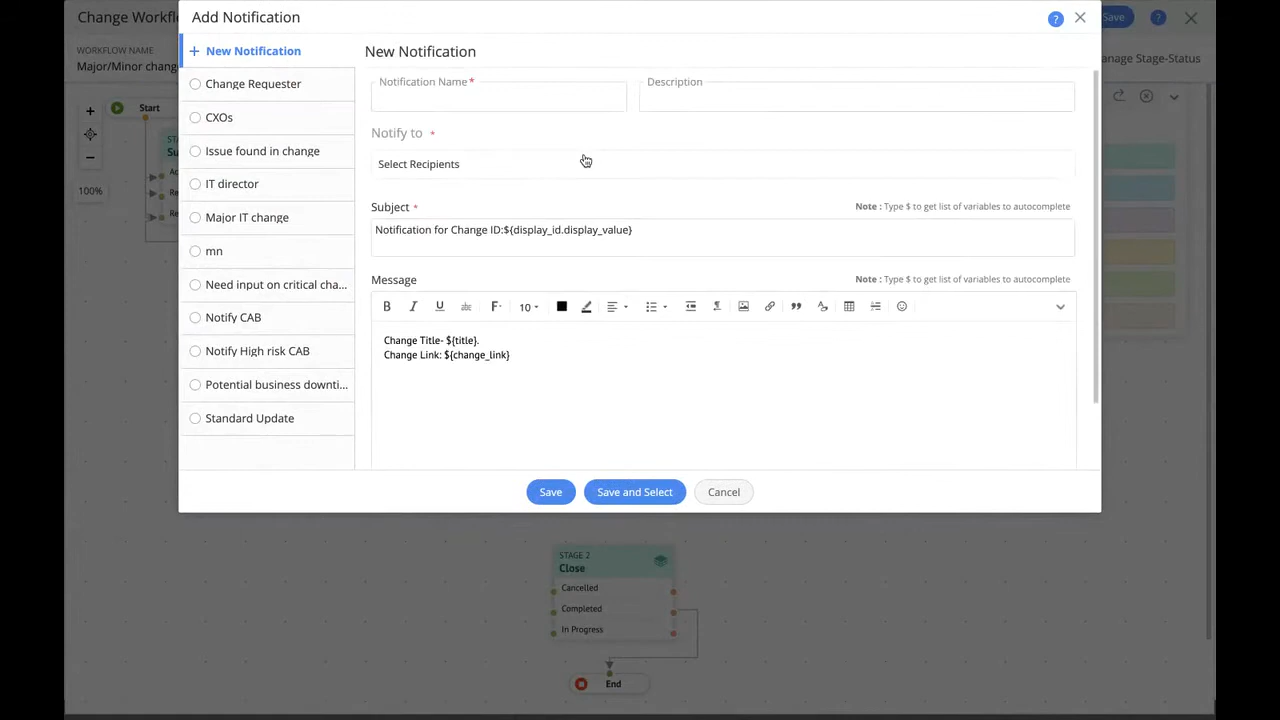 Change Workfl
Add Notification
?
Save
?
WORKFLOW NAME
Major/Minor chang
+ New Notification
New Notification
anage Stage-Status
Change Requester
CXOs
Issue found in change
IT director
Major IT change
mn
Need input on critical cha...
Notify CAB
Notify High risk CAB
Potential business downti...
Standard Update
Notification Name *
Description
Notify to *
Select Recipients
Subject *
Note : Type $ to get list of variables to autocomplete
Notification for Change ID:${display_id.display_value}
Message
Note : Type $ to get list of variables to autocomplete
B I U abc F 10
Change Title- ${title}.
Change Link: ${change_link}
Save
Save and Select
Cancel
Start
100%
STAGE 2
Close
Cancelled
Completed
In Progress
End